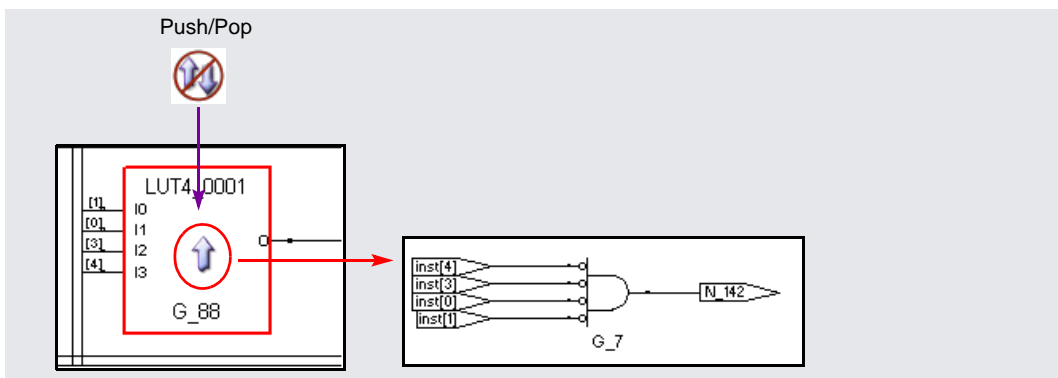 Push/Pop
LUT4_0001
[1]
I0
[0]
I1
[3]
I2
[4]
I3
G_88
inst[4]
inst[3]
inst[0]
inst[1]
N_142
G_7